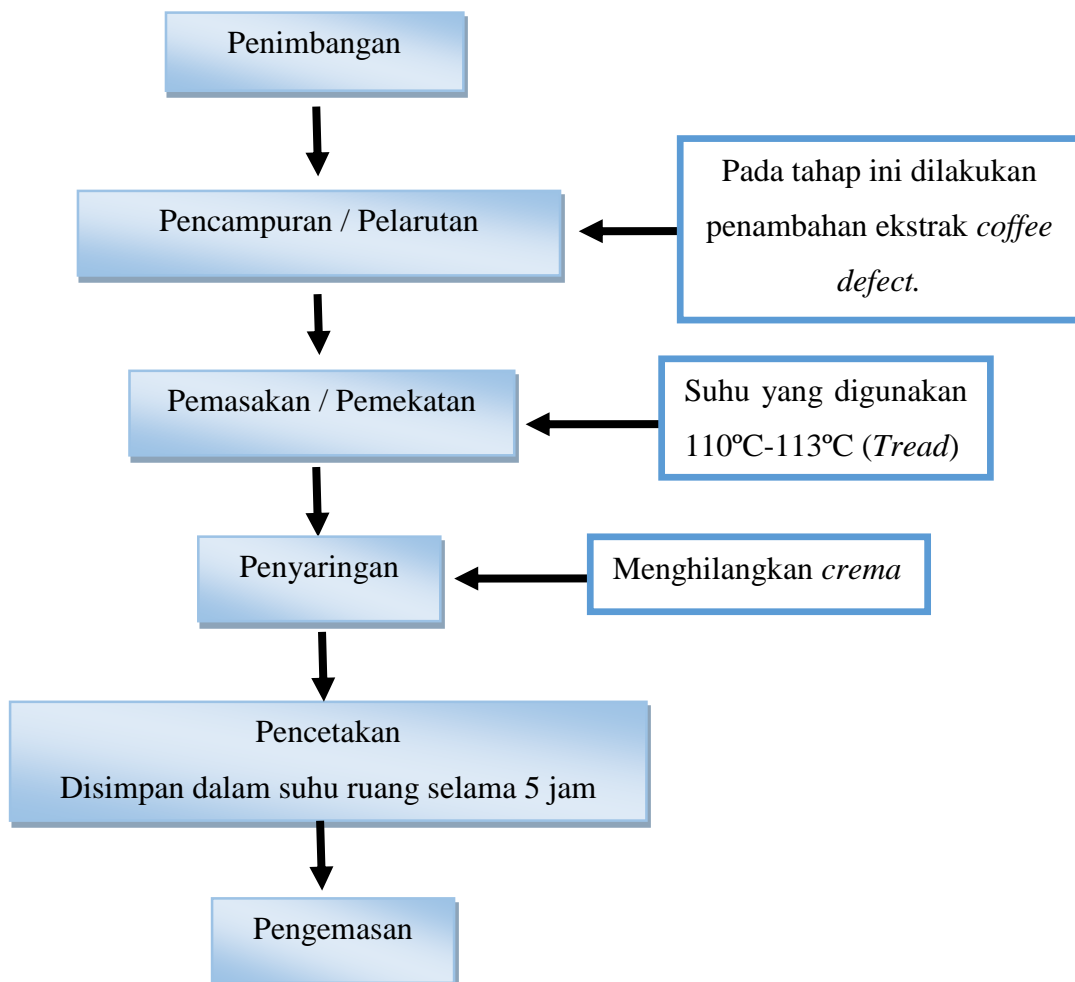 Penimbangan
Pencampuran / Pelarutan
Pada tahap ini dilakukan
penambahan ekstrak coffee
defect.
Pemasakan / Pemekatan
Suhu yang digunakan
110ºC-113ºC (Tread)
Penyaringan
Menghilangkan crema
Pencetakan
Disimpan dalam suhu ruang selama 5 jam
Pengemasan